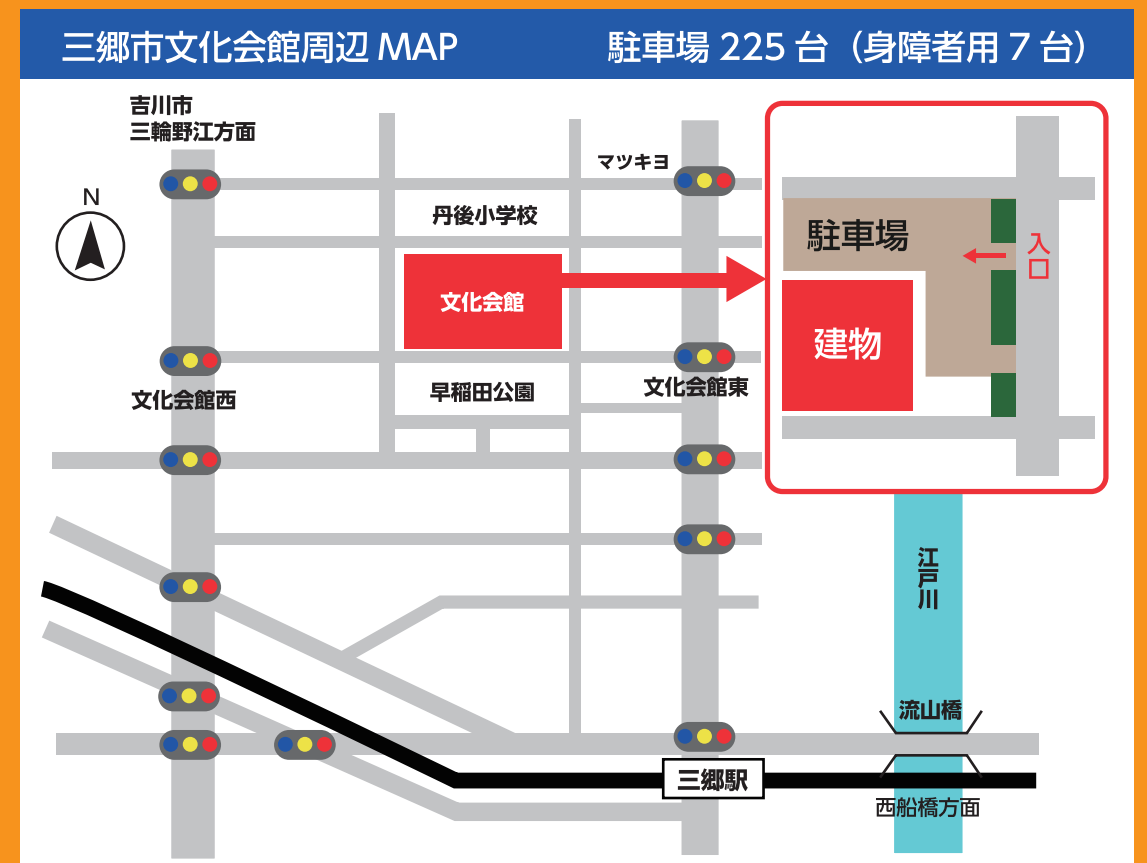 三郷市文化会館周辺 MAP
駐車場 225 台（身障者用 7 台）
吉川市
三輪野江方面
N
マツキヨ
丹後小学校
文化会館
駐車場
入口
建物
文化会館西
早稲田公園
文化会館東
江戸川
流山橋
三郷駅
西船橋方面